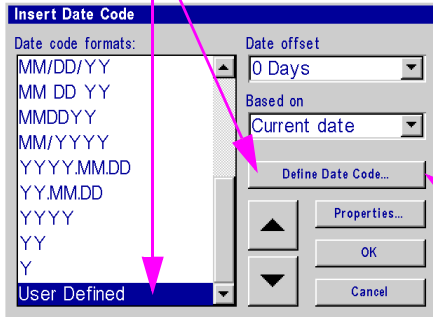 Insert Date Code
Date code formats:
MM/DD/YY
MM DD YY
MMDDYY
MM/YYYY
YYYY.MM.DD
YY.MM.DD
YYYY
YY
Y
User Defined
Date offset
0 Days
Based on
Current date
Define Date Code...
Properties...
OK
Cancel